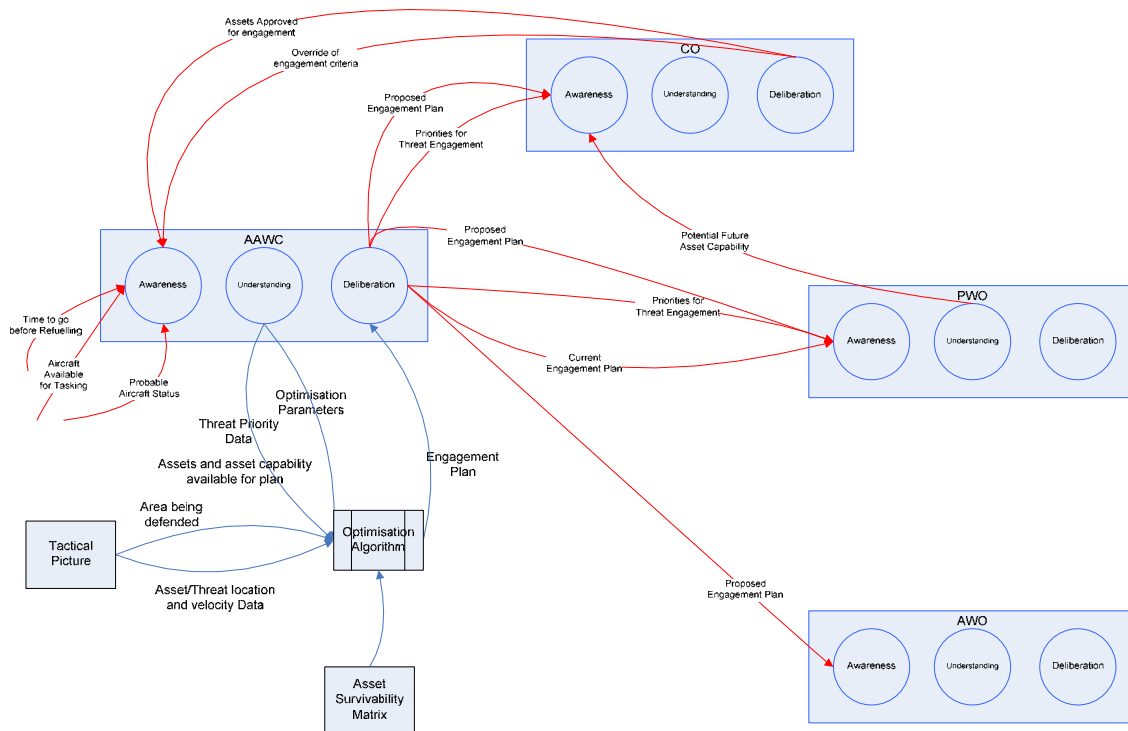 Assets Approved
for engagement
Override of
engagement criteria
CO
Awareness
Understanding
Deliberation
Proposed
Engagement Plan
Priorities for
Threat Engagement
AAWC
Awareness
Understanding
Deliberation
Proposed
Engagement Plan
Potential Future
Asset Capability
PWO
Awareness
Understanding
Deliberation
Priorities for
Threat Engagement
Current
Engagement Plan
Time to go
before Refuelling
Aircraft
Available
for Tasking
Probable
Aircraft Status
Optimisation
Parameters
Threat Priority
Data
Assets and asset capability
available for plan
Engagement
Plan
Area being
defended
Tactical
Picture
Optimisation
Algorithm
Asset/Threat location
and velocity Data
Proposed
Engagement Plan
AWO
Awareness
Understanding
Deliberation
Asset
Survivability
Matrix